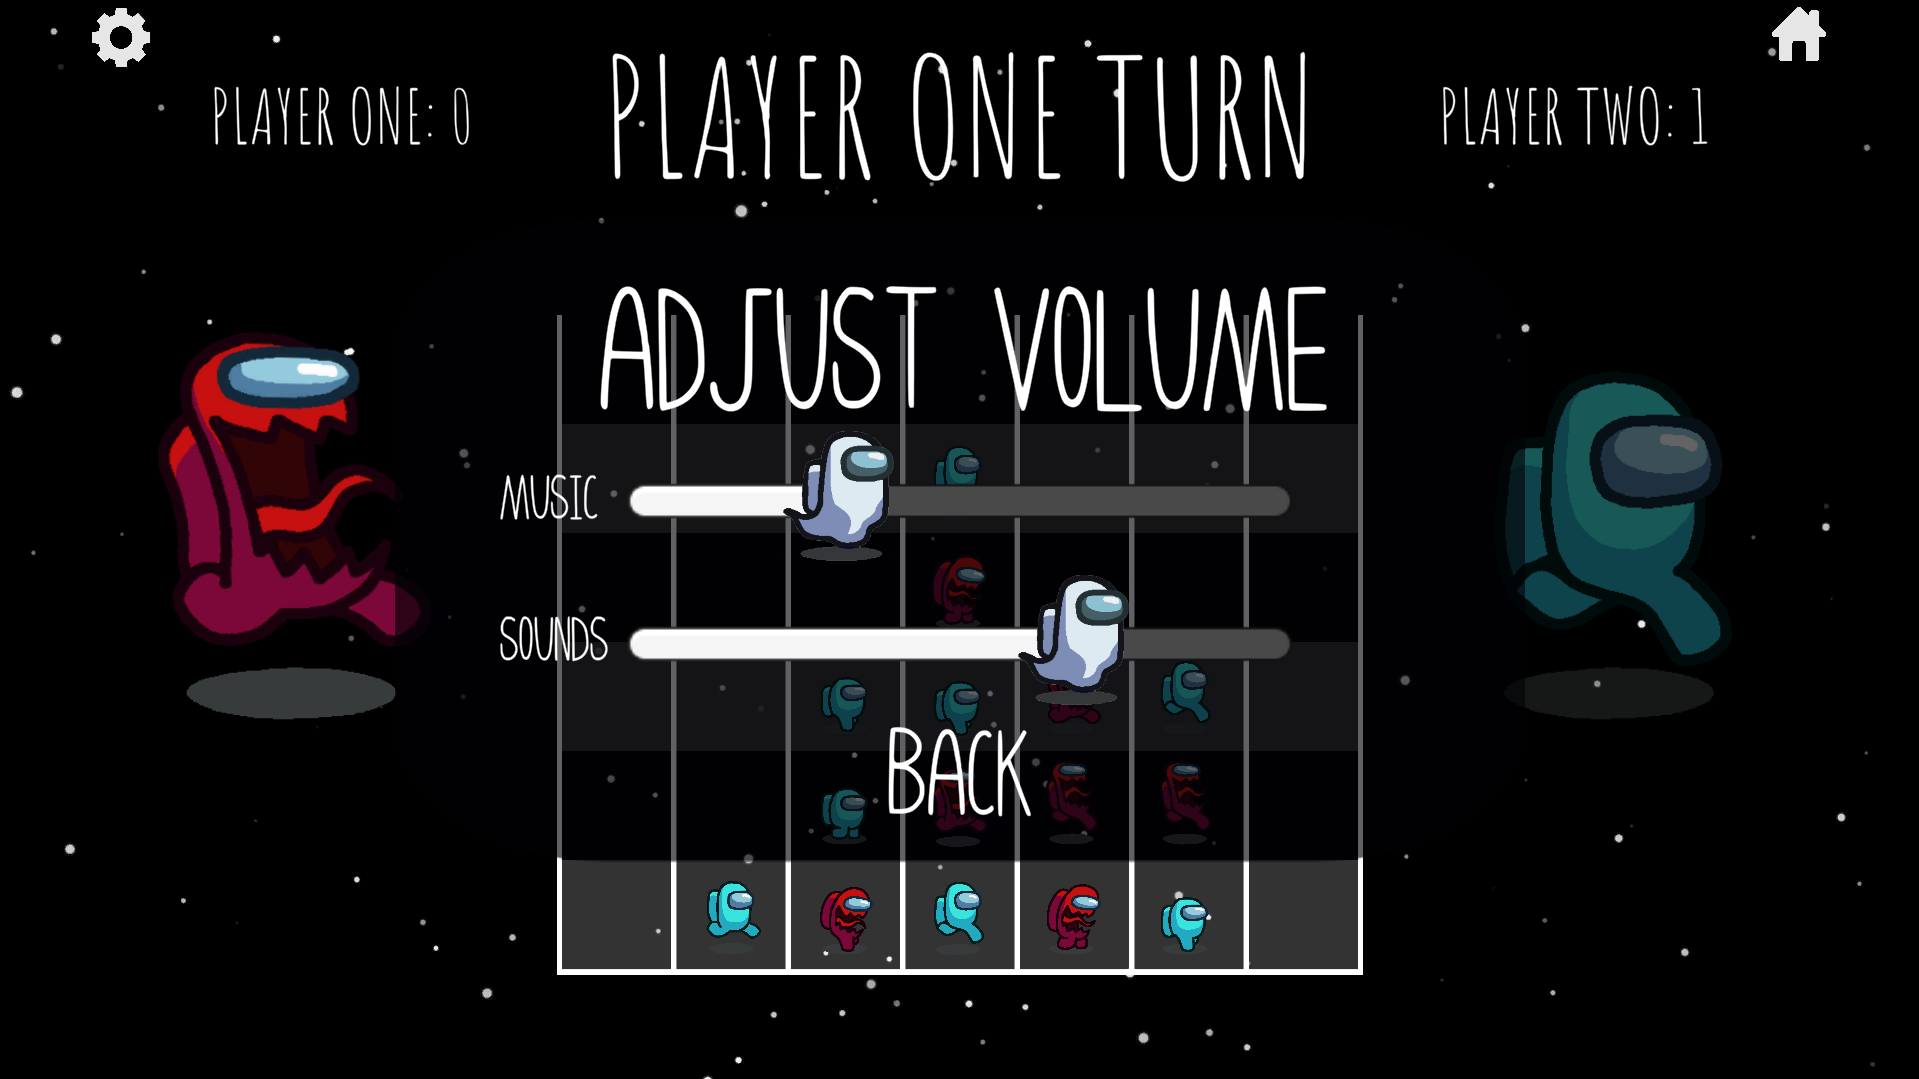 PLAYER ONE TURN
PLAYER ONE: 0
PLAYER TWO: 1
ADJUST VOLUME
MUSIC
SOUNDS
BACK